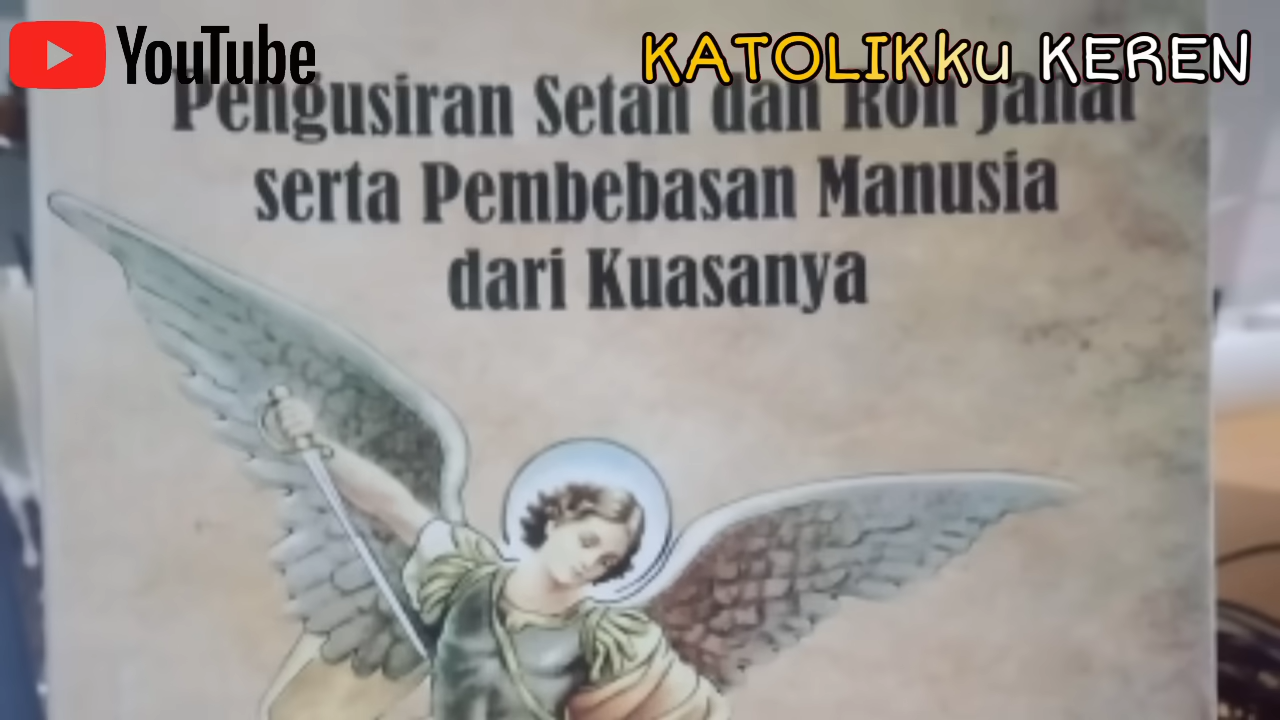 YouTube
KATOLIKku KEREN
Pengusiran Setan dan Roh Jahat
serta Pembebasan Manusia
dari Kuasanya